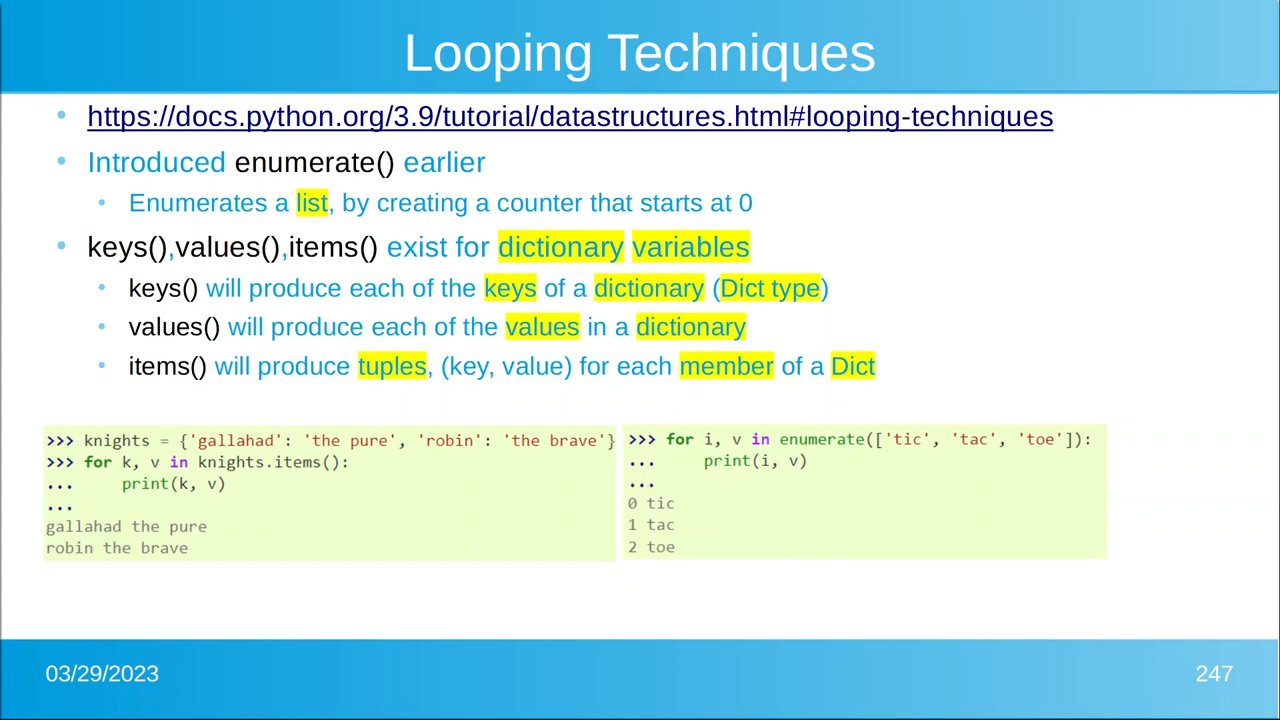 Looping Techniques
https://docs.python.org/3.9/tutorial/datastructures.html#looping-techniques
Introduced enumerate() earlier
Enumerates a list, by creating a counter that starts at 0
keys(),values(),items() exist for dictionary variables
keys() will produce each of the keys of a dictionary (Dict type)
values() will produce each of the values in a dictionary
items() will produce tuples, (key, value) for each member of a Dict
>>> knights = {'gallahad': 'the pure', 'robin': 'the brave'}
>>> for k, v in knights.items():
...     print(k, v)
...
gallahad the pure
robin the brave
>>> for i, v in enumerate(['tic', 'tac', 'toe']):
...     print(i, v)
...
0 tic
1 tac
2 toe
03/29/2023
247